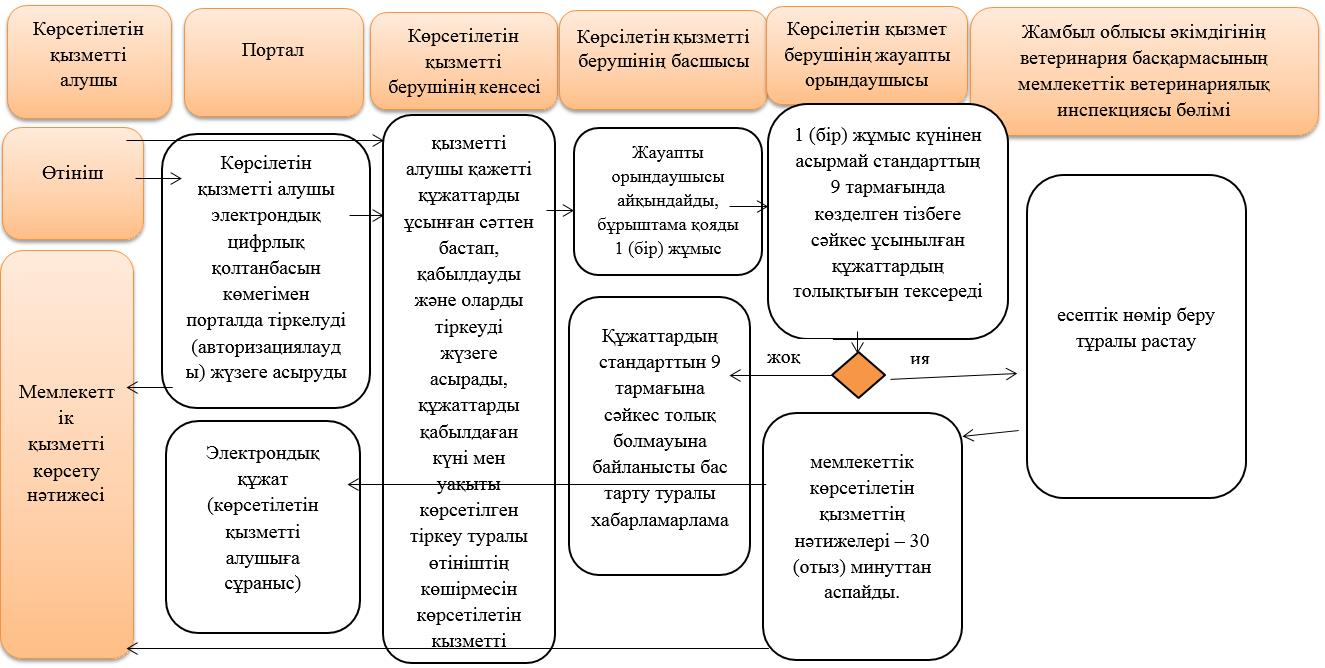 Көрсілетін
қызметті
алушы
Портал
Көрсетілетін
қызметті
берушінің кенсесі
Көрсілетін қызметті
берушінің басшысы
Көрсілетін қызмет
берушінің жауапты
орындаушысы
Жамбыл облысы әкімдігінің
ветеринария басқармасының
мемлекеттік ветеринариялық
инспекциясы бөлімі
Өтініш
Көрсілетін
қызметті алушы
электрондық
цифрлық
қолтанбасын
көмегімен
порталда тіркелуді
(авторизациялауд
ы) жүзеге асыруды
қызметті
алушы қажетті
құжаттарды
ұсынған сәттен
бастап,
қабылдауды
және оларды
тіркеуді
жүзеге
асырады,
құжаттарды
қабылдаған
күні мен
уақыты
көрсетілген
тіркеу туралы
өтініштің
көшірмесін
көрсетілетін
қызметті
Жауапты
орындаушысы
айқындайды,
бұрыштама қояды
1 (бір) жұмыс
1 (бір) жұмыс күнінен
асырмай стандарттың
9 тармағында
көзделген тізбеге
сәйкес ұсынылған
құжаттардың
толықтығын тексереді
есептік нөмір беру
тұралы растау
жоқ
ия
Мемлекетт
ік
қызметті
көрсету
нәтижесі
Электрондық
құжат
(көрсетілетін
қызметті
алушыға
сұраныс)
Құжаттардың
стандарттын 9
тармағына
сәйкес толық
болмауына
байланысты бас
тарту туралы
хабарламарлама
мемлекеттік
көрсетілетін
қызметтің
нәтижелері – 30
(отыз) минуттан
аспайды.